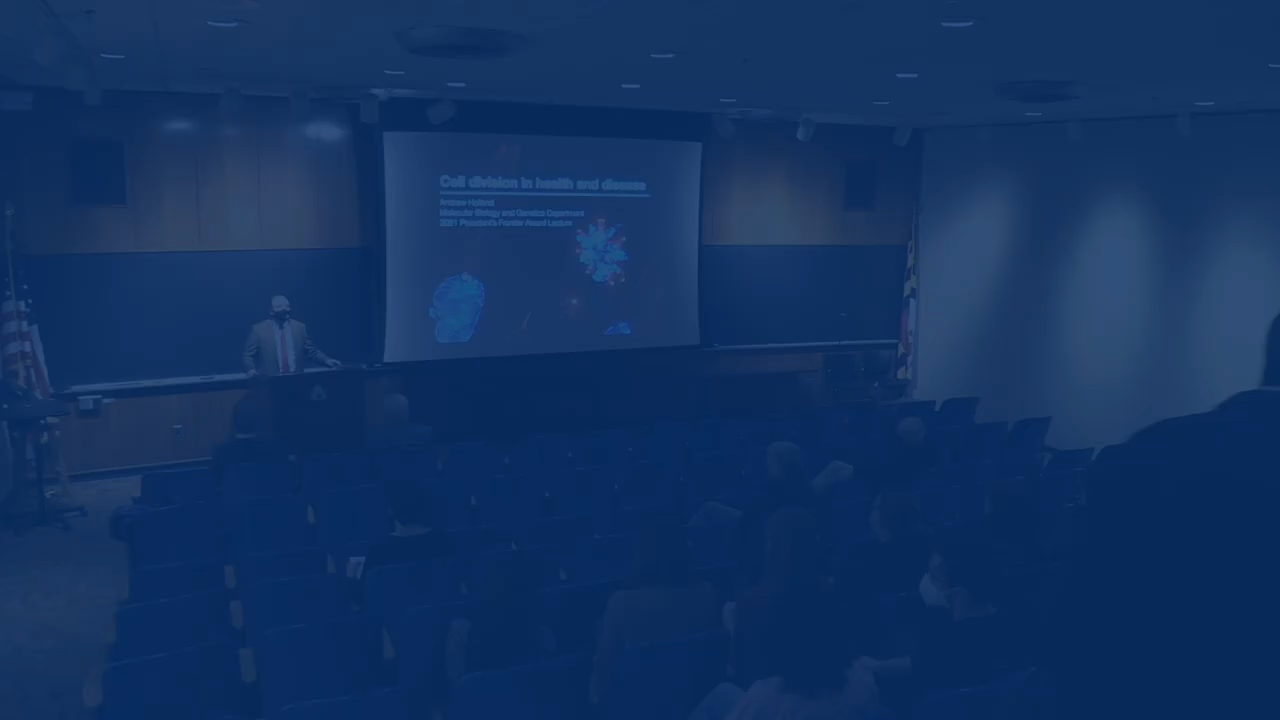 Cell division in health and disease
Andrew Holland
Molecular Biology and Genetics Department
2021 President's Frontier Award Lecture